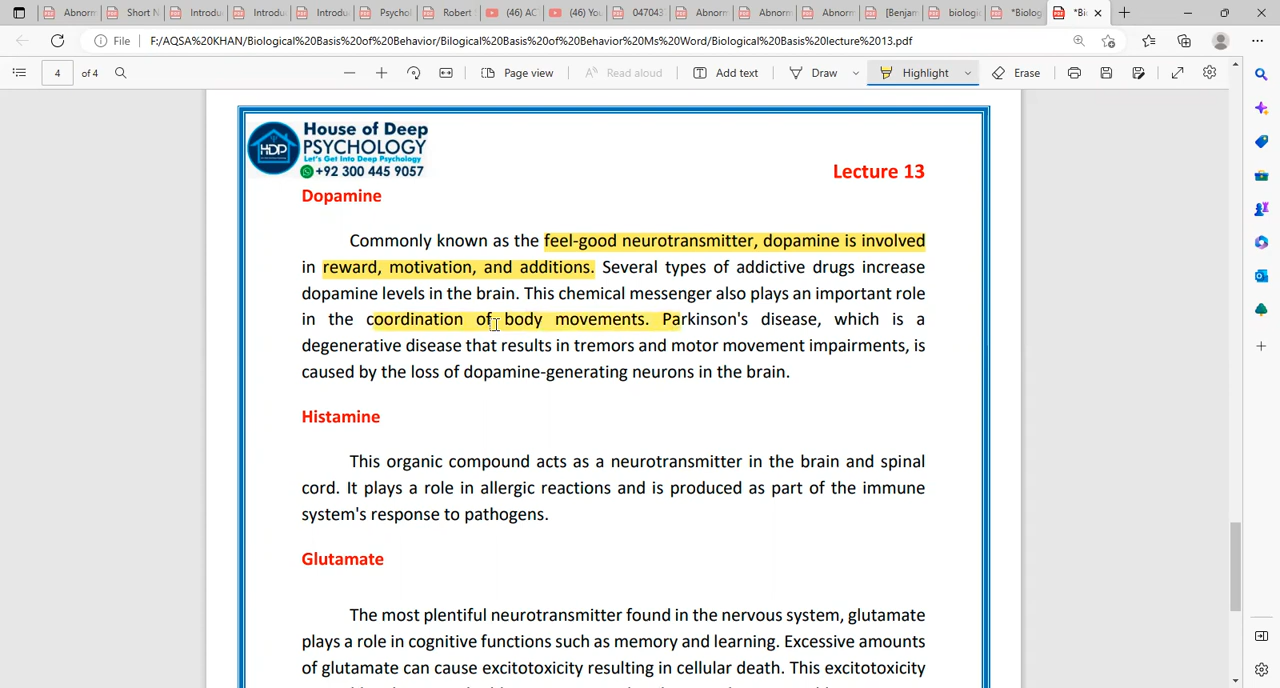 Abnorm
Short N
Introdu
Introdu
Introdu
Psychol
Robert
(46) AC
(46) You
047043
Abnorm
Abnorm
Abnorm
[Benjam
biologi
*Biolog
*Bi
File
F:/AQSA%20KHAN/Biological%20Basis%20of%20Behavior/Bilogical%20Basis%20of%20Behavior%20Ms%20Word/Biological%20Basis%20lecture%2013.pdf
4 of 4
Page view
Read aloud
Add text
Draw
Highlight
Erase
HDP
House of Deep
PSYCHOLOGY
Let's Get Into Deep Psychology
+92 300 445 9057
Lecture 13
Dopamine
Commonly known as the feel-good neurotransmitter, dopamine is involved
in reward, motivation, and additions. Several types of addictive drugs increase
dopamine levels in the brain. This chemical messenger also plays an important role
in the coordination of body movements. Parkinson's disease, which is a
degenerative disease that results in tremors and motor movement impairments, is
caused by the loss of dopamine-generating neurons in the brain.
Histamine
This organic compound acts as a neurotransmitter in the brain and spinal
cord. It plays a role in allergic reactions and is produced as part of the immune
system's response to pathogens.
Glutamate
The most plentiful neurotransmitter found in the nervous system, glutamate
plays a role in cognitive functions such as memory and learning. Excessive amounts
of glutamate can cause excitotoxicity resulting in cellular death. This excitotoxicity